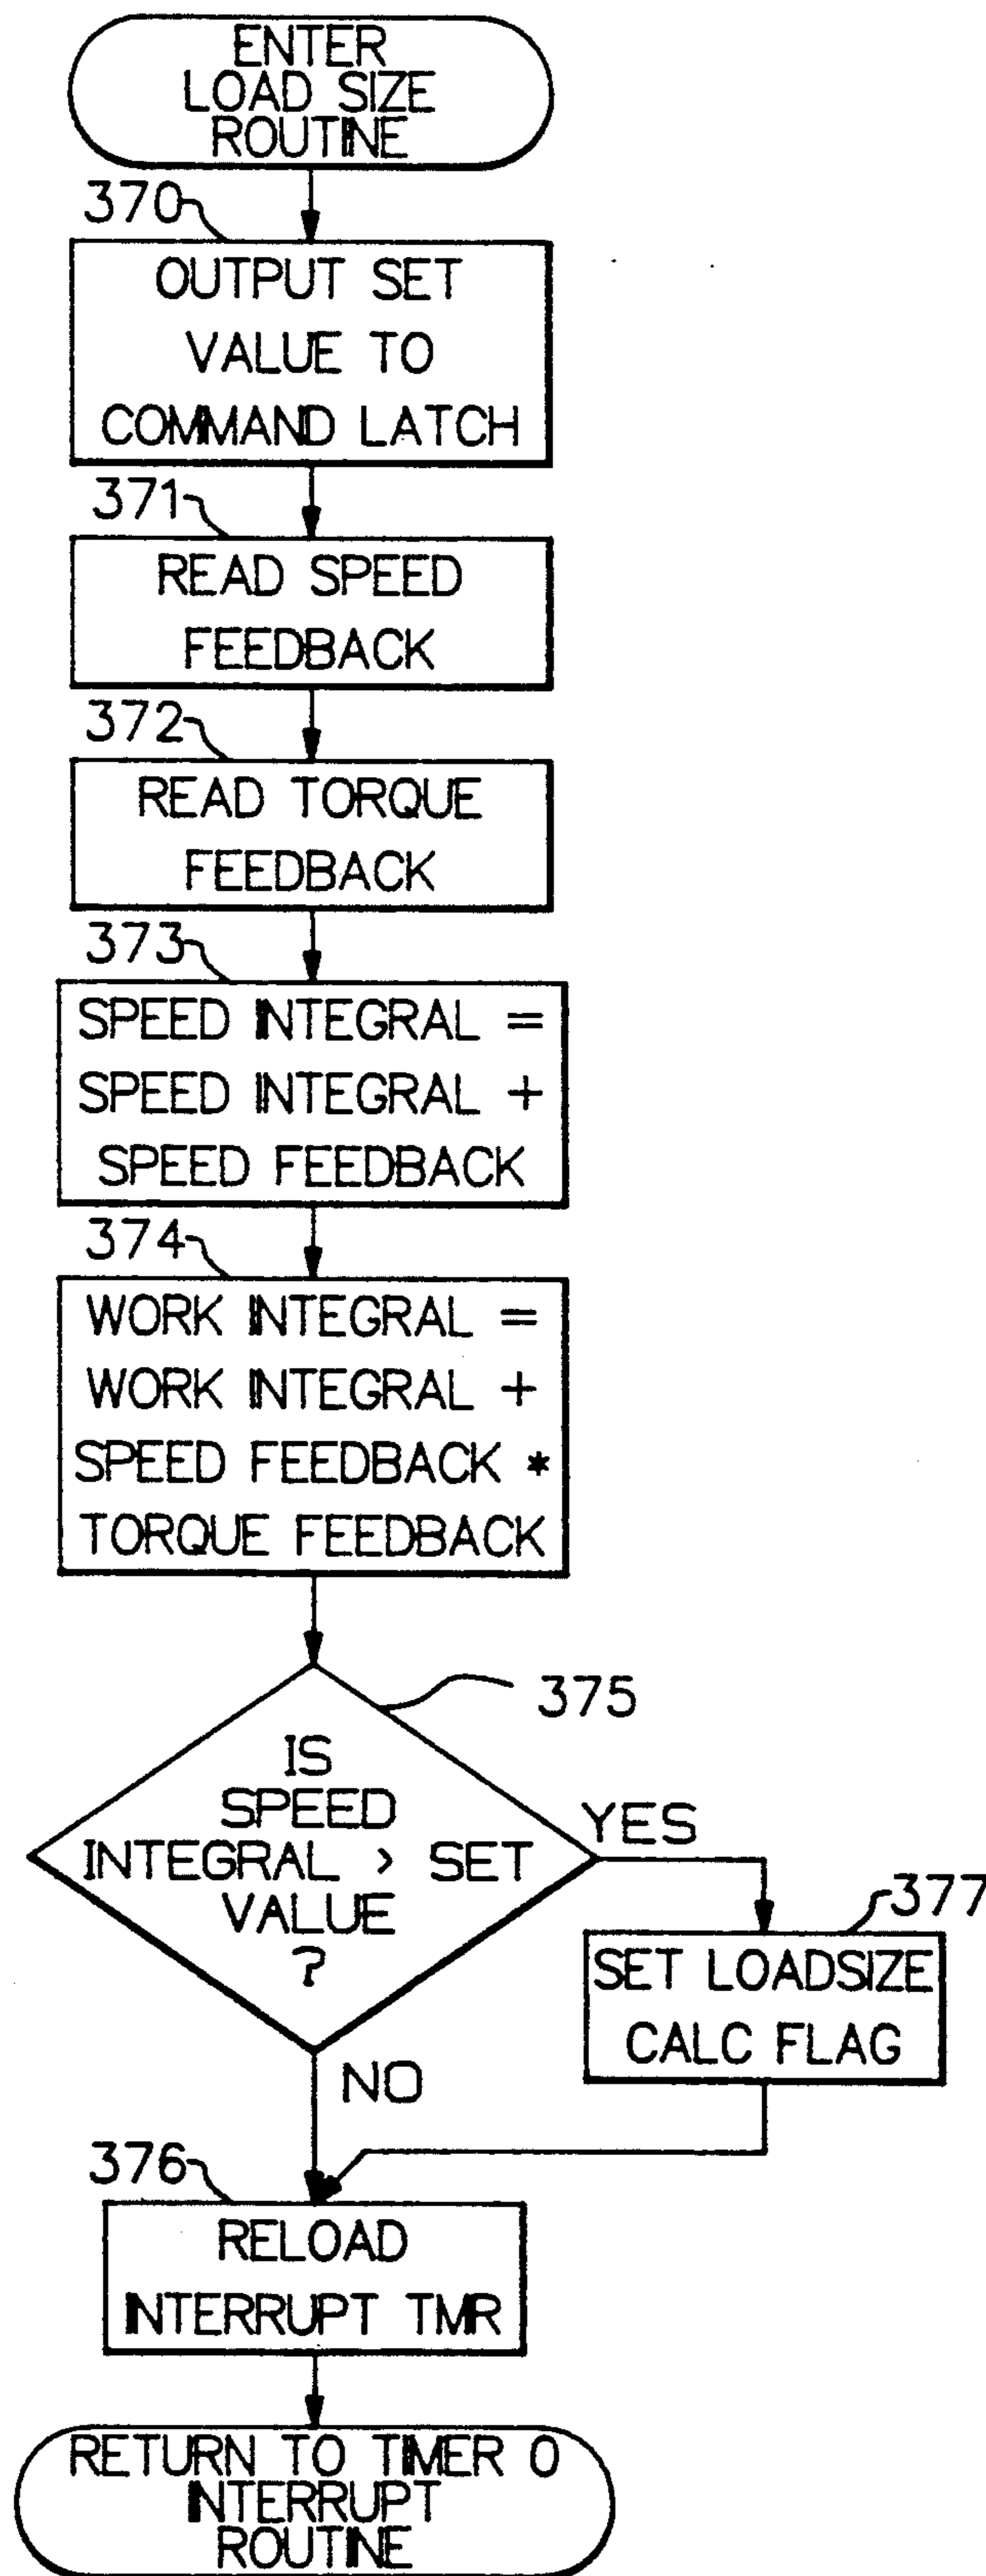 ENTER
LOAD SIZE
ROUTINE
370
OUTPUT SET
VALUE TO
COMMAND LATCH
371
READ SPEED
FEEDBACK
372
READ TORQUE
FEEDBACK
373
SPEED INTEGRAL =
SPEED INTEGRAL +
SPEED FEEDBACK
374
WORK INTEGRAL =
WORK INTEGRAL +
SPEED FEEDBACK *
TORQUE FEEDBACK
375
IS
SPEED
INTEGRAL > SET
VALUE
?
YES
377
SET LOADSIZE
CALC FLAG
NO
376
RELOAD
INTERRUPT TMR
RETURN TO TIMER 0
INTERRUPT
ROUTINE